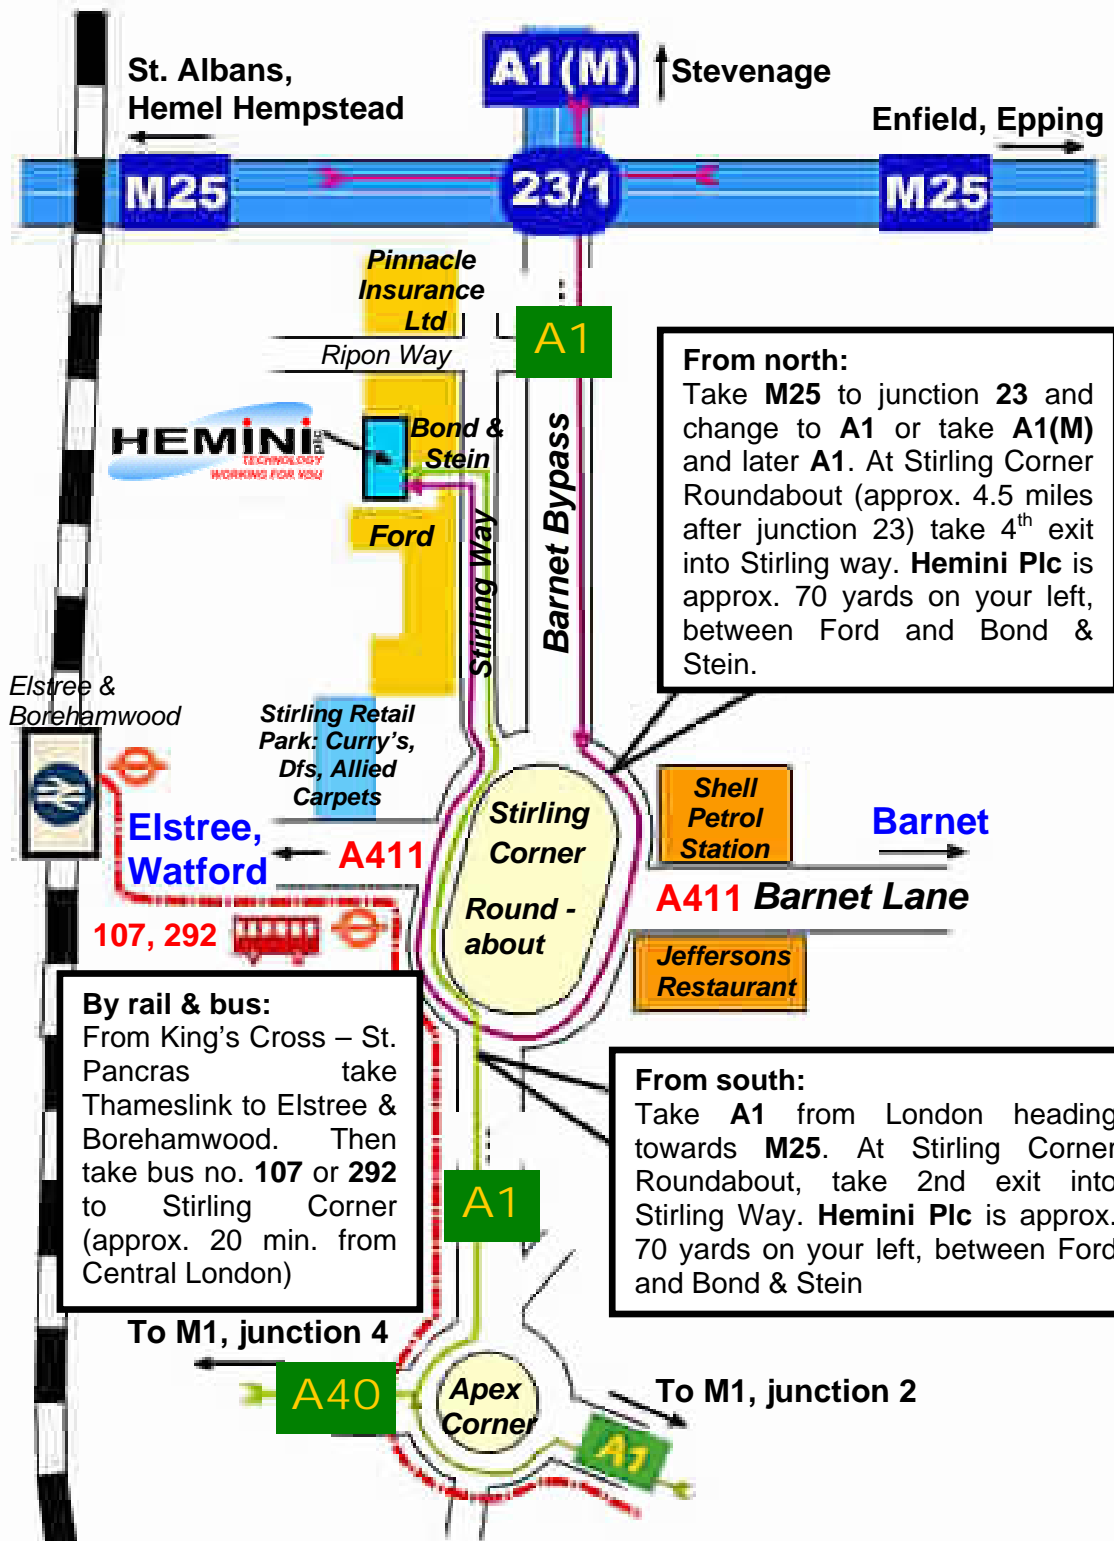 St. Albans,
Hemel Hempstead
A1(M)
Stevenage
Enfield, Epping
M25
23/1
M25
Pinnacle
Insurance
Ltd
A1
Ripon Way
HEMINI plc
TECHNOLOGY
WORKING FOR YOU
Bond &
Stein
Ford
Stirling Way
Barnet Bypass
From north:
Take M25 to junction 23 and
change to A1 or take A1(M)
and later A1. At Stirling Corner
Roundabout (approx. 4.5 miles
after junction 23) take 4th exit
into Stirling way. Hemini Plc is
approx. 70 yards on your left,
between Ford and Bond &
Stein.
Elstree &
Borehamwood
Stirling Retail
Park: Curry's,
Dfs, Allied
Carpets
Elstree,
Watford
A411
107, 292
Stirling
Corner
Round -
about
Shell
Petrol
Station
Barnet
A411 Barnet Lane
Jeffersons
Restaurant
By rail & bus:
From King's Cross – St.
Pancras take
Thameslink to Elstree &
Borehamwood. Then
take bus no. 107 or 292
to Stirling Corner
(approx. 20 min. from
Central London)
From south:
Take A1 from London heading
towards M25. At Stirling Corner
Roundabout, take 2nd exit into
Stirling Way. Hemini Plc is approx.
70 yards on your left, between Ford
and Bond & Stein
A1
To M1, junction 4
A40
Apex
Corner
To M1, junction 2
A1